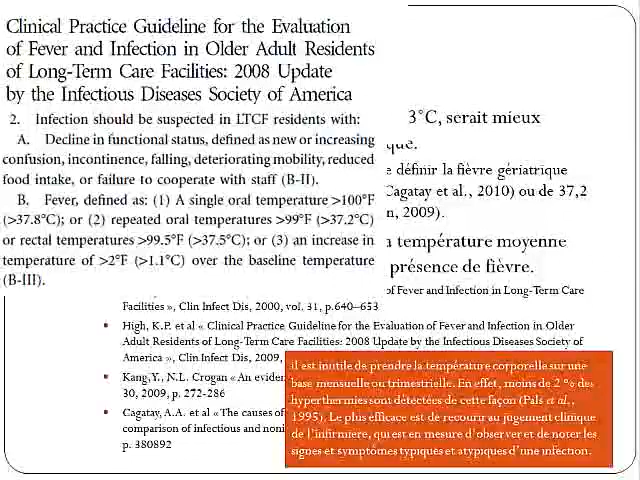 Clinical Practice Guideline for the Evaluation
of Fever and Infection in Older Adult Residents
of Long-Term Care Facilities: 2008 Update
by the Infectious Diseases Society of America
2. Infection should be suspected in LTCF residents with:
A. Decline in functional status, defined as new or increasing
confusion, incontinence, falling, deteriorating mobility, reduced
food intake, or failure to cooperate with staff (B-II).
B. Fever, defined as: (1) A single oral temperature >100°F
(>37.8°C); or (2) repeated oral temperatures >99°F (>37.2°C)
or rectal temperatures >99.5°F (>37.5°C); or (3) an increase in
temperature of >2°F (>1.1°C) over the baseline temperature
(B-III).
3°C, serait mieux
que.
e définir la fièvre gériatrique
Cagatay et al., 2010) ou de 37,2
n, 2009).
a température moyenne
présence de fièvre.
of Fever and Infection in Long-Term Care
Facilities », Clin Infect Dis, 2000, vol. 31, p.640–653
High, K.P. et al « Clinical Practice Guideline for the Evaluation of Fever and Infection in Older
Adult Residents of Long-Term Care Facilities: 2008 Update by the Infectious Diseases Society of
America », Clin Infect Dis, 2009,
Kang,Y., N.L. Crogan « An eviden
30, 2009, p. 272-286
Cagatay, A.A. et al « The causes of
comparison of infectious and noni
p. 380892
il est inutile de prendre la température corporelle sur une
base mensuelle ou trimestrielle. En effet, moins de 2 % des
hyperthermies sont détectées de cette façon (Pals et al.,
1995). Le plus efficace est de recourir au jugement clinique
de l'infirmière, qui est en mesure d'observer et de noter les
signes et symptômes typiques et atypiques d'une infection.